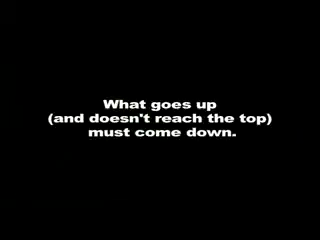 What goes up
(and doesn't reach the top)
must come down.